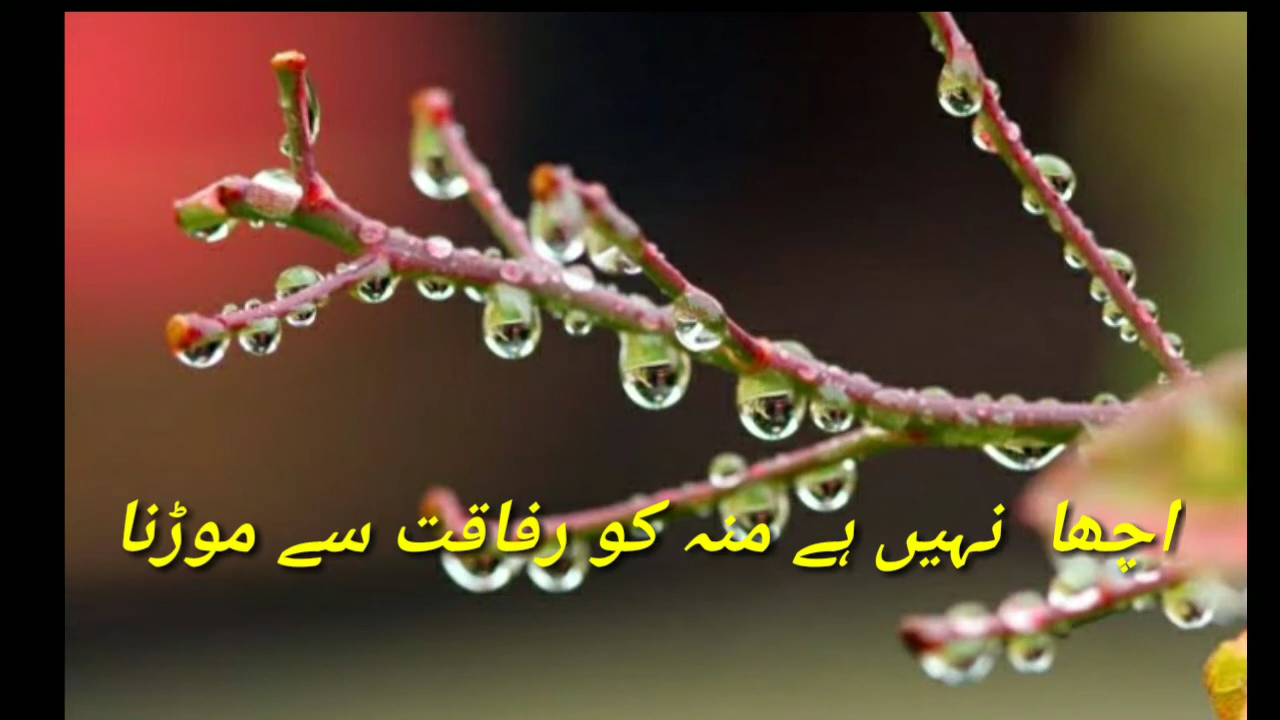 اچھا نہیں ہے منہ کو رفاقت سے موڑنا